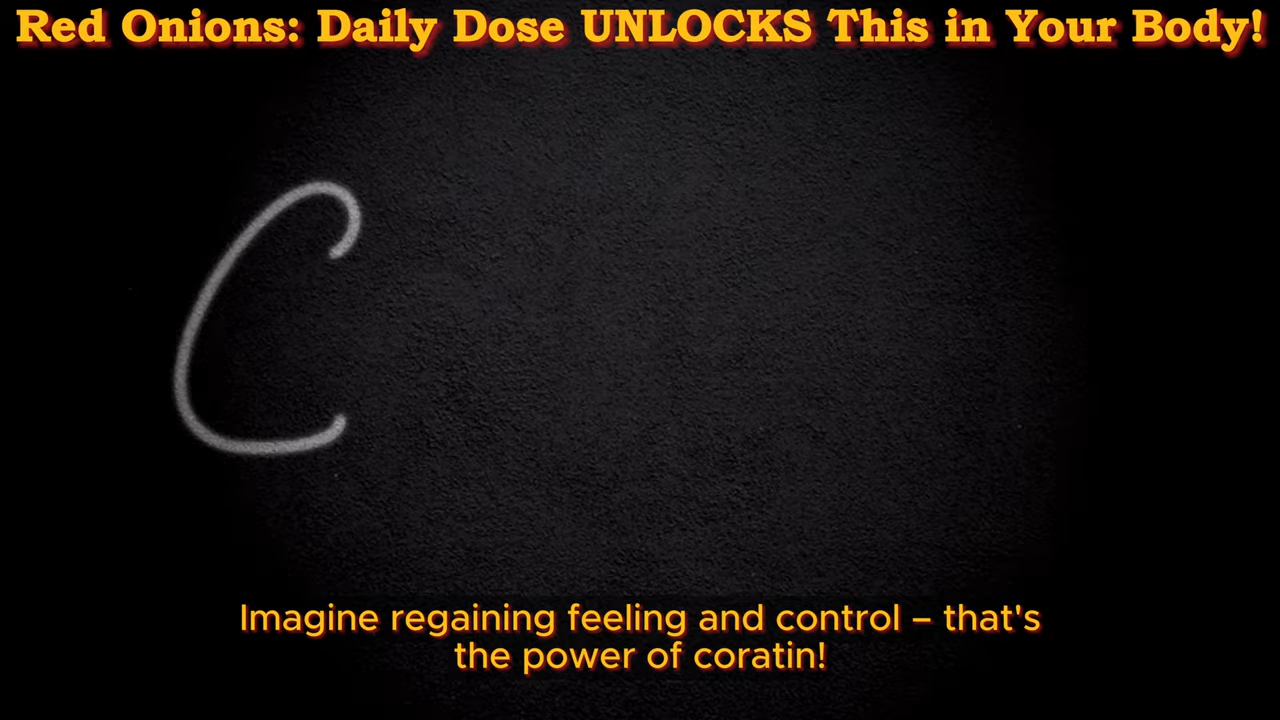 Red Onions: Daily Dose UNLOCKS This in Your Body!
C
Imagine regaining feeling and control – that's
the power of coratin!